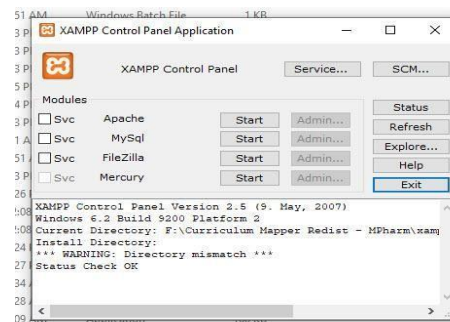 51 AM Windows Batch File 1 KB
XAMPP Control Panel Application
XAMPP Control Panel
Service...
SCM...
Modules
Svc Apache Start Admin...
Svc MySql Start Admin...
Svc FileZilla Start Admin...
Svc Mercury Start Admin...
Status
Refresh
Explore...
Help
Exit
XAMPP Control Panel Version 2.5 (9. May, 2007)
Windows 6.2 Build 9200 Platform 2
Current Directory: F:\Curriculum Mapper Redist - MPharm\xam
Install Directory:
*** WARNING: Directory mismatch ***
Status Check OK